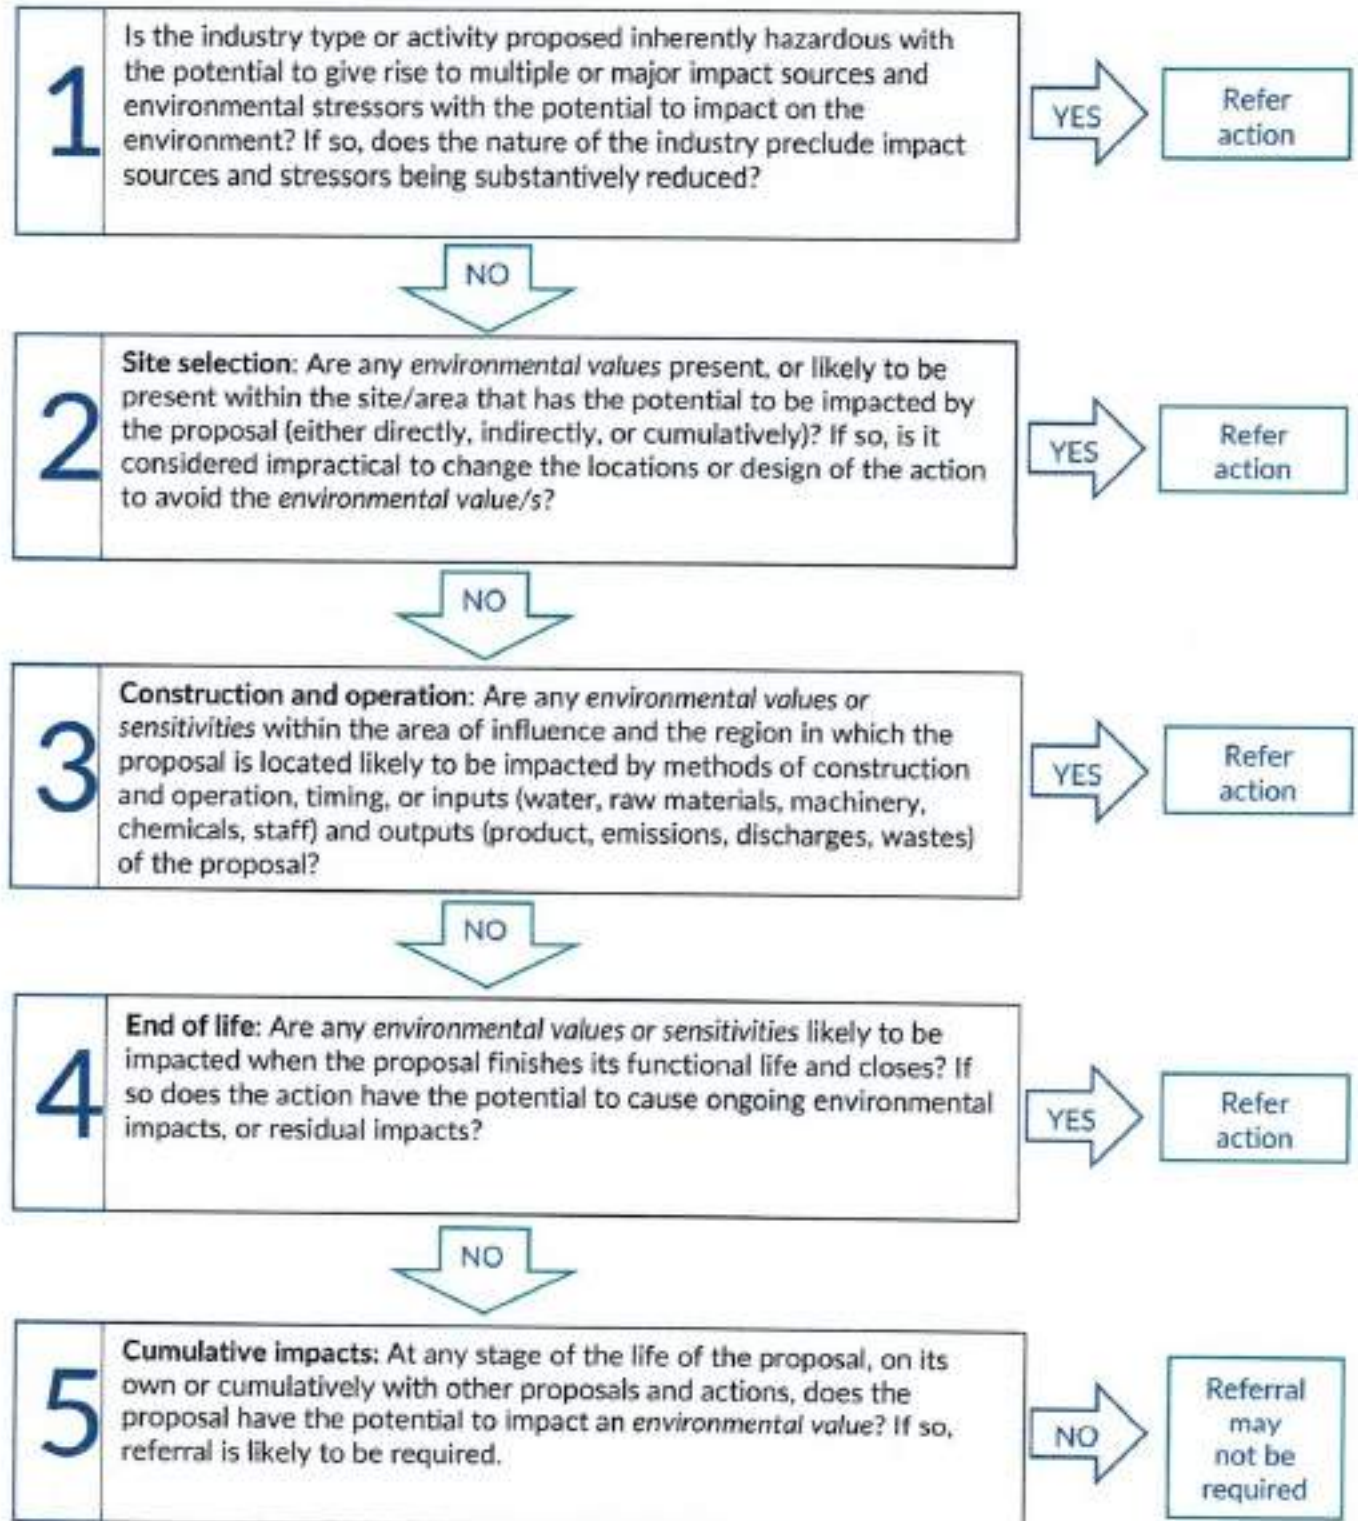 1
Is the industry type or activity proposed inherently hazardous with
the potential to give rise to multiple or major impact sources and
environmental stressors with the potential to impact on the
environment? If so, does the nature of the industry preclude impact
sources and stressors being substantively reduced?
YES
Refer
action
NO
2
Site selection: Are any environmental values present, or likely to be
present within the site/area that has the potential to be impacted by
the proposal (either directly, indirectly, or cumulatively)? If so, is it
considered impractical to change the locations or design of the action
to avoid the environmental value/s?
YES
Refer
action
NO
3
Construction and operation: Are any environmental values or
sensitivities within the area of influence and the region in which the
proposal is located likely to be impacted by methods of construction
and operation, timing, or inputs (water, raw materials, machinery,
chemicals, staff) and outputs (product, emissions, discharges, wastes)
of the proposal?
YES
Refer
action
NO
4
End of life: Are any environmental values or sensitivities likely to be
impacted when the proposal finishes its functional life and closes? If
so does the action have the potential to cause ongoing environmental
impacts, or residual impacts?
YES
Refer
action
NO
5
Cumulative impacts: At any stage of the life of the proposal, on its
own or cumulatively with other proposals and actions, does the
proposal have the potential to impact an environmental value? If so,
referral is likely to be required.
NO
Referral
may
not be
required